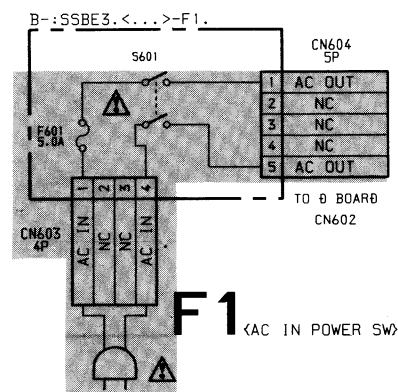 B-:SSBE3.<...>-F1.
S601
CN604
5P
1 AC OUT
2 NC
3 NC
4 NC
5 AC OUT
F601
5.0A
TO D BOARD
CN602
CN603
4P
1 2 3 4
AC IN NC NC AC IN
F1 {AC IN POWER SW}